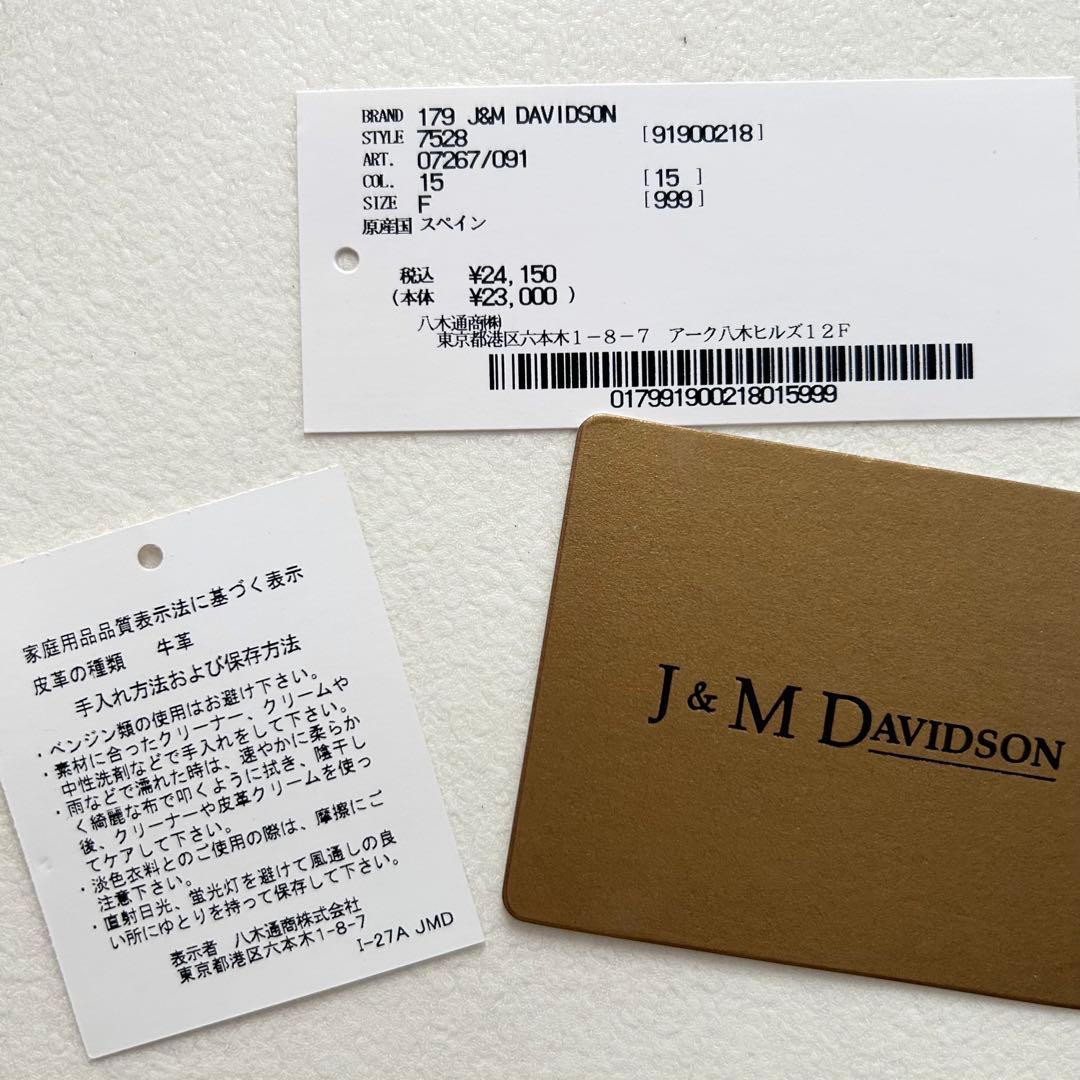 BRAND 179 J&M DAVIDSON
STYLE 7528 [91900218]
ART. 07267/091
COL. 15 [15 ]
SIZE F [999]
原産国 スペイン
税込 ¥24,150
(本体 ¥23,000 )
八木通商㈱
東京都港区六本木1-8-7 アーク八木ヒルズ12F
017991900218015999
家庭用品品質表示法に基づく表示
皮革の種類 牛革
手入れ方法および保存方法
・ベンジン類の使用はお避け下さい。
・素材に合ったクリーナー、クリームや
中性洗剤などで手入れをして下さい。
・雨などで濡れた時は、速やかに柔らか
く綺麗な布で叩くように拭き、陰干し
後、クリーナーや皮革クリームを使っ
てケアして下さい。
・淡色衣料とのご使用の際は、摩擦にご
注意下さい。
・直射日光、蛍光灯を避けて風通しの良
い所にゆとりを持って保存して下さい。
表示者 八木通商株式会社
東京都港区六本木1-8-7
I-27A JMD
J & M DAVIDSON